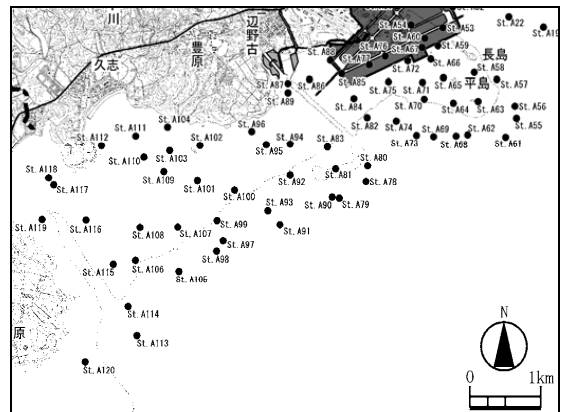 川
久志
豊原
辺野古
長島
平島
原
St. A54
St. A53
St. A22
St. A60
St. A59
St. A76
St. A67
St. A77
St. A88
St. A72
St. A66
St. A58
St. A57
St. A87
St. A86
St. A85
St. A75
St. A71
St. A65
St. A89
St. A84
St. A70
St. A64
St. A63
St. A56
St. A55
St. A82
St. A74
St. A73
St. A69
St. A68
St. A62
St. A61
St. A104
St. A111
St. A112
St. A102
St. A96
St. A95
St. A94
St. A83
St. A110
St. A103
St. A80
St. A118
St. A117
St. A109
St. A101
St. A100
St. A92
St. A81
St. A78
St. A90
St. A79
St. A93
St. A91
St. A119
St. A116
St. A108
St. A107
St. A99
St. A97
St. A98
St. A115
St. A106
St. A105
St. A114
St. A113
St. A120
N
0
1km